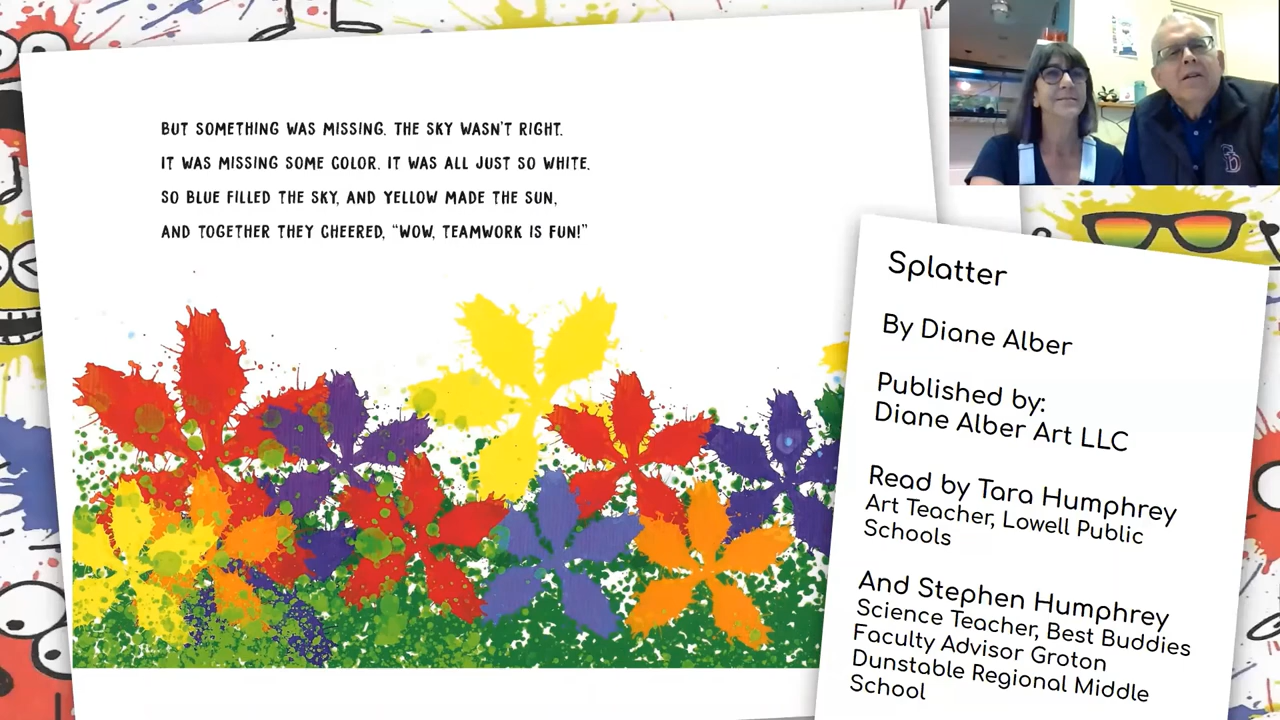 BUT SOMETHING WAS MISSING. THE SKY WASN'T RIGHT.
IT WAS MISSING SOME COLOR. IT WAS ALL JUST SO WHITE.
SO BLUE FILLED THE SKY, AND YELLOW MADE THE SUN,
AND TOGETHER THEY CHEERED, "WOW, TEAMWORK IS FUN!"
Splatter
By Diane Alber
Published by:
Diane Alber Art LLC
Read by Tara Humphrey
Art Teacher, Lowell Public
Schools
And Stephen Humphrey
Science Teacher, Best Buddies
Faculty Advisor Groton
Dunstable Regional Middle
School